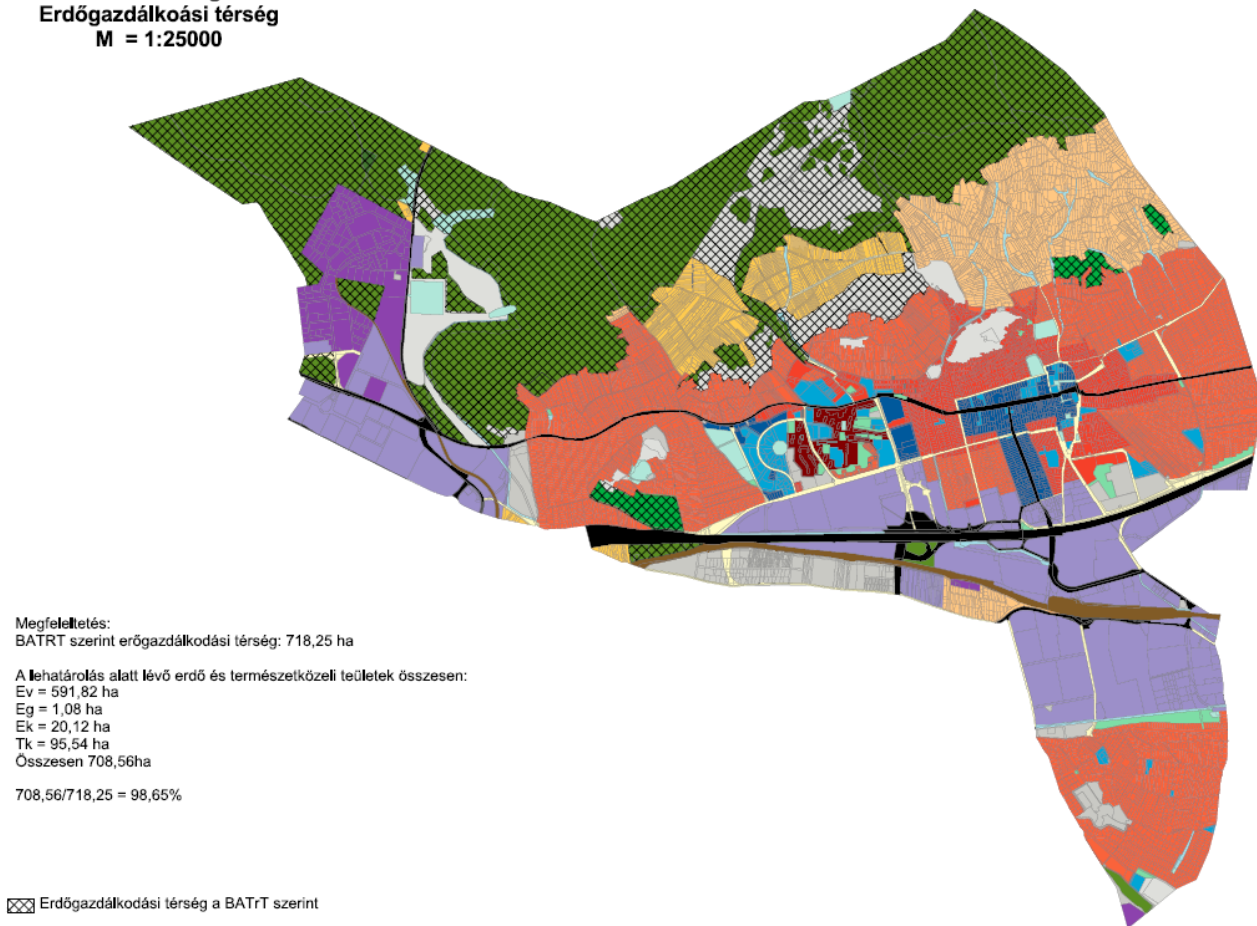 Erdőgazdálkoási térség
M = 1:25000
Megfeleltetés:
BATRT szerint erőgazdálkodási térség: 718,25 ha
A lehatárolás alatt lévő erdő és természetközeli teületek összesen:
Ev = 591,82 ha
Eg = 1,08 ha
Ek = 20,12 ha
Tk = 95,54 ha
Összesen 708,56ha
708,56/718,25 = 98,65%
Erdőgazdálkodási térség a BATrT szerint